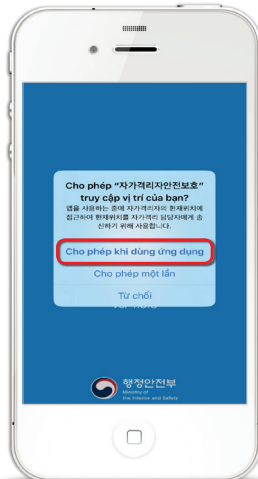 Cho phép “자가격리자안전보호”
truy cập vị trí của bạn?
앱을 사용하는 중에 자가격리자의 현재위치에
접근하여 현재위치를 자가격리 담당자에게 송
신하기 위해 사용합니다.
Cho phép khi dùng ứng dụng
Cho phép một lần
Từ chối
행정안전부
Ministry of
the Interior and Safety